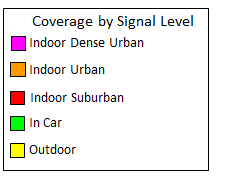 Coverage by Signal Level
Indoor Dense Urban
Indoor Urban
Indoor Suburban
In Car
Outdoor